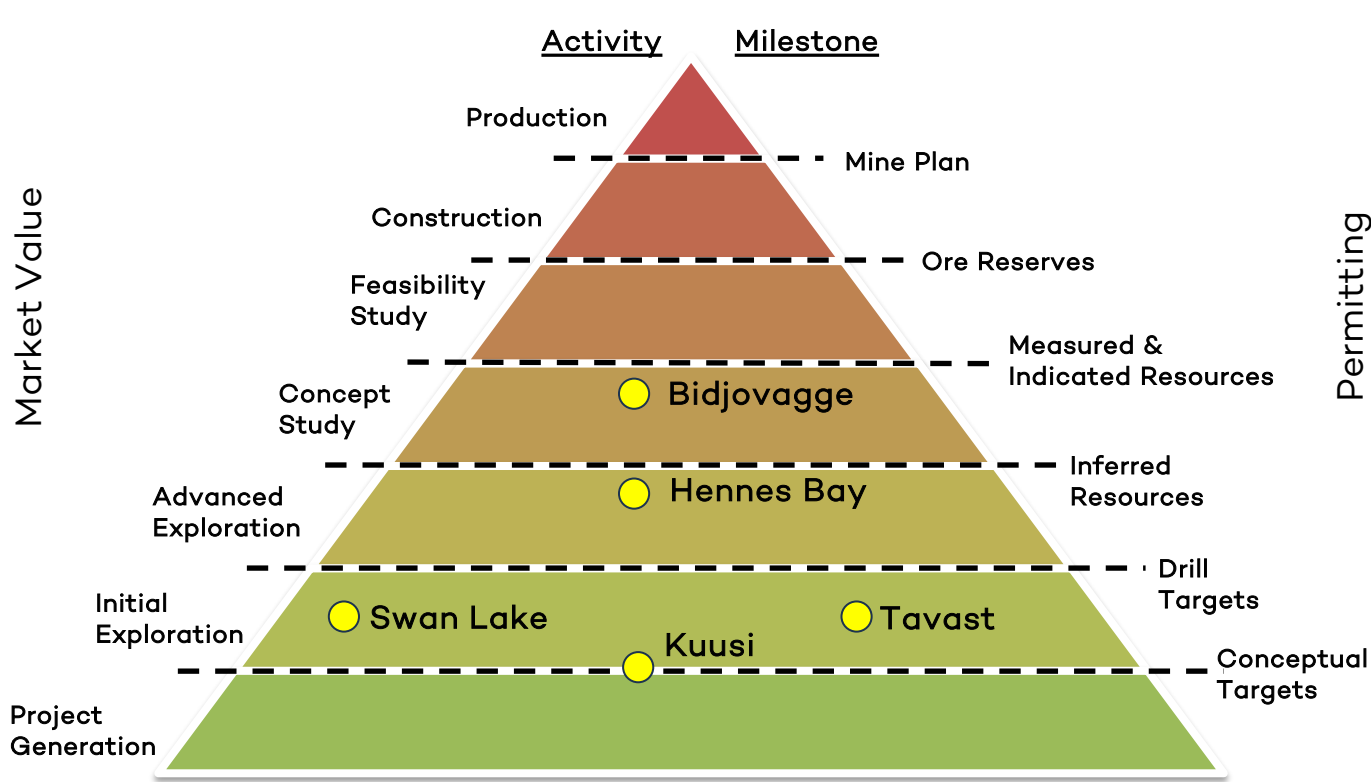 Activity
Milestone
Production
Mine Plan
Market Value
Permitting
Construction
Ore Reserves
Feasibility
Study
Measured &
Indicated Resources
Bidjovagge
Concept
Study
Inferred
Resources
Hennes Bay
Advanced
Exploration
Drill
Targets
Initial
Exploration
Swan Lake
Tavast
Kuusi
Conceptual
Targets
Project
Generation